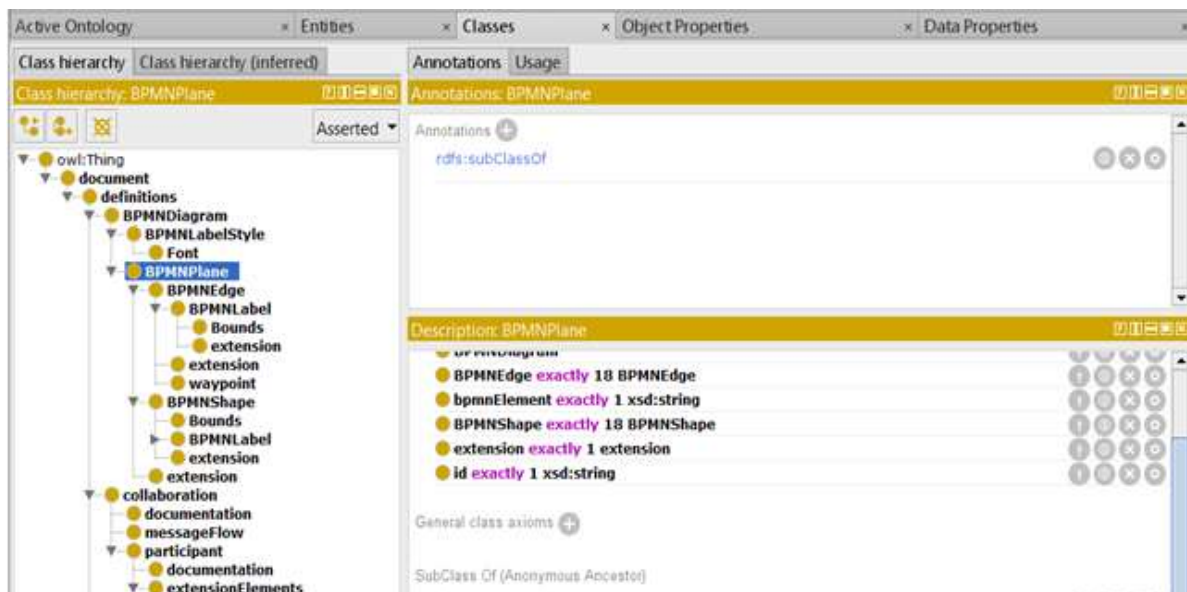 Active Ontology × Entities × Classes × Object Properties × Data Properties ×
Class hierarchy Class hierarchy (inferred)
Class hierarchy: BPMNPlane
Asserted
owl:Thing
document
definitions
BPMNDiagram
BPMNLabelStyle
Font
BPMNPlane
BPMNEdge
BPMNLabel
Bounds
extension
extension
waypoint
BPMNShape
Bounds
BPMNLabel
extension
extension
collaboration
documentation
messageFlow
participant
documentation
extensionElements
Annotations Usage
Annotations: BPMNPlane
Annotations
rdfs:subClassOf
Description: BPMNPlane
BPMNDiagram
BPMNEdge exactly 18 BPMNEdge
bpmnElement exactly 1 xsd:string
BPMNShape exactly 18 BPMNShape
extension exactly 1 extension
id exactly 1 xsd:string
General class axioms
SubClass Of (Anonymous Ancestor)